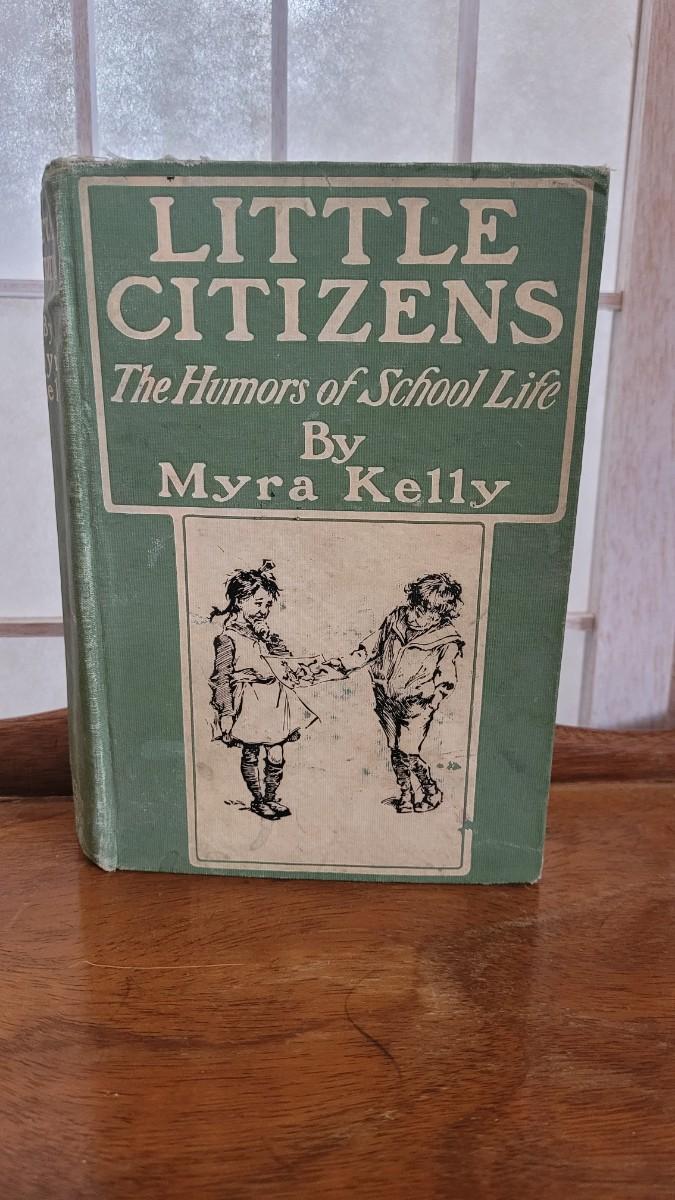 LITTLE
CITIZENS
The Humors of School Life
By
Myra Kelly